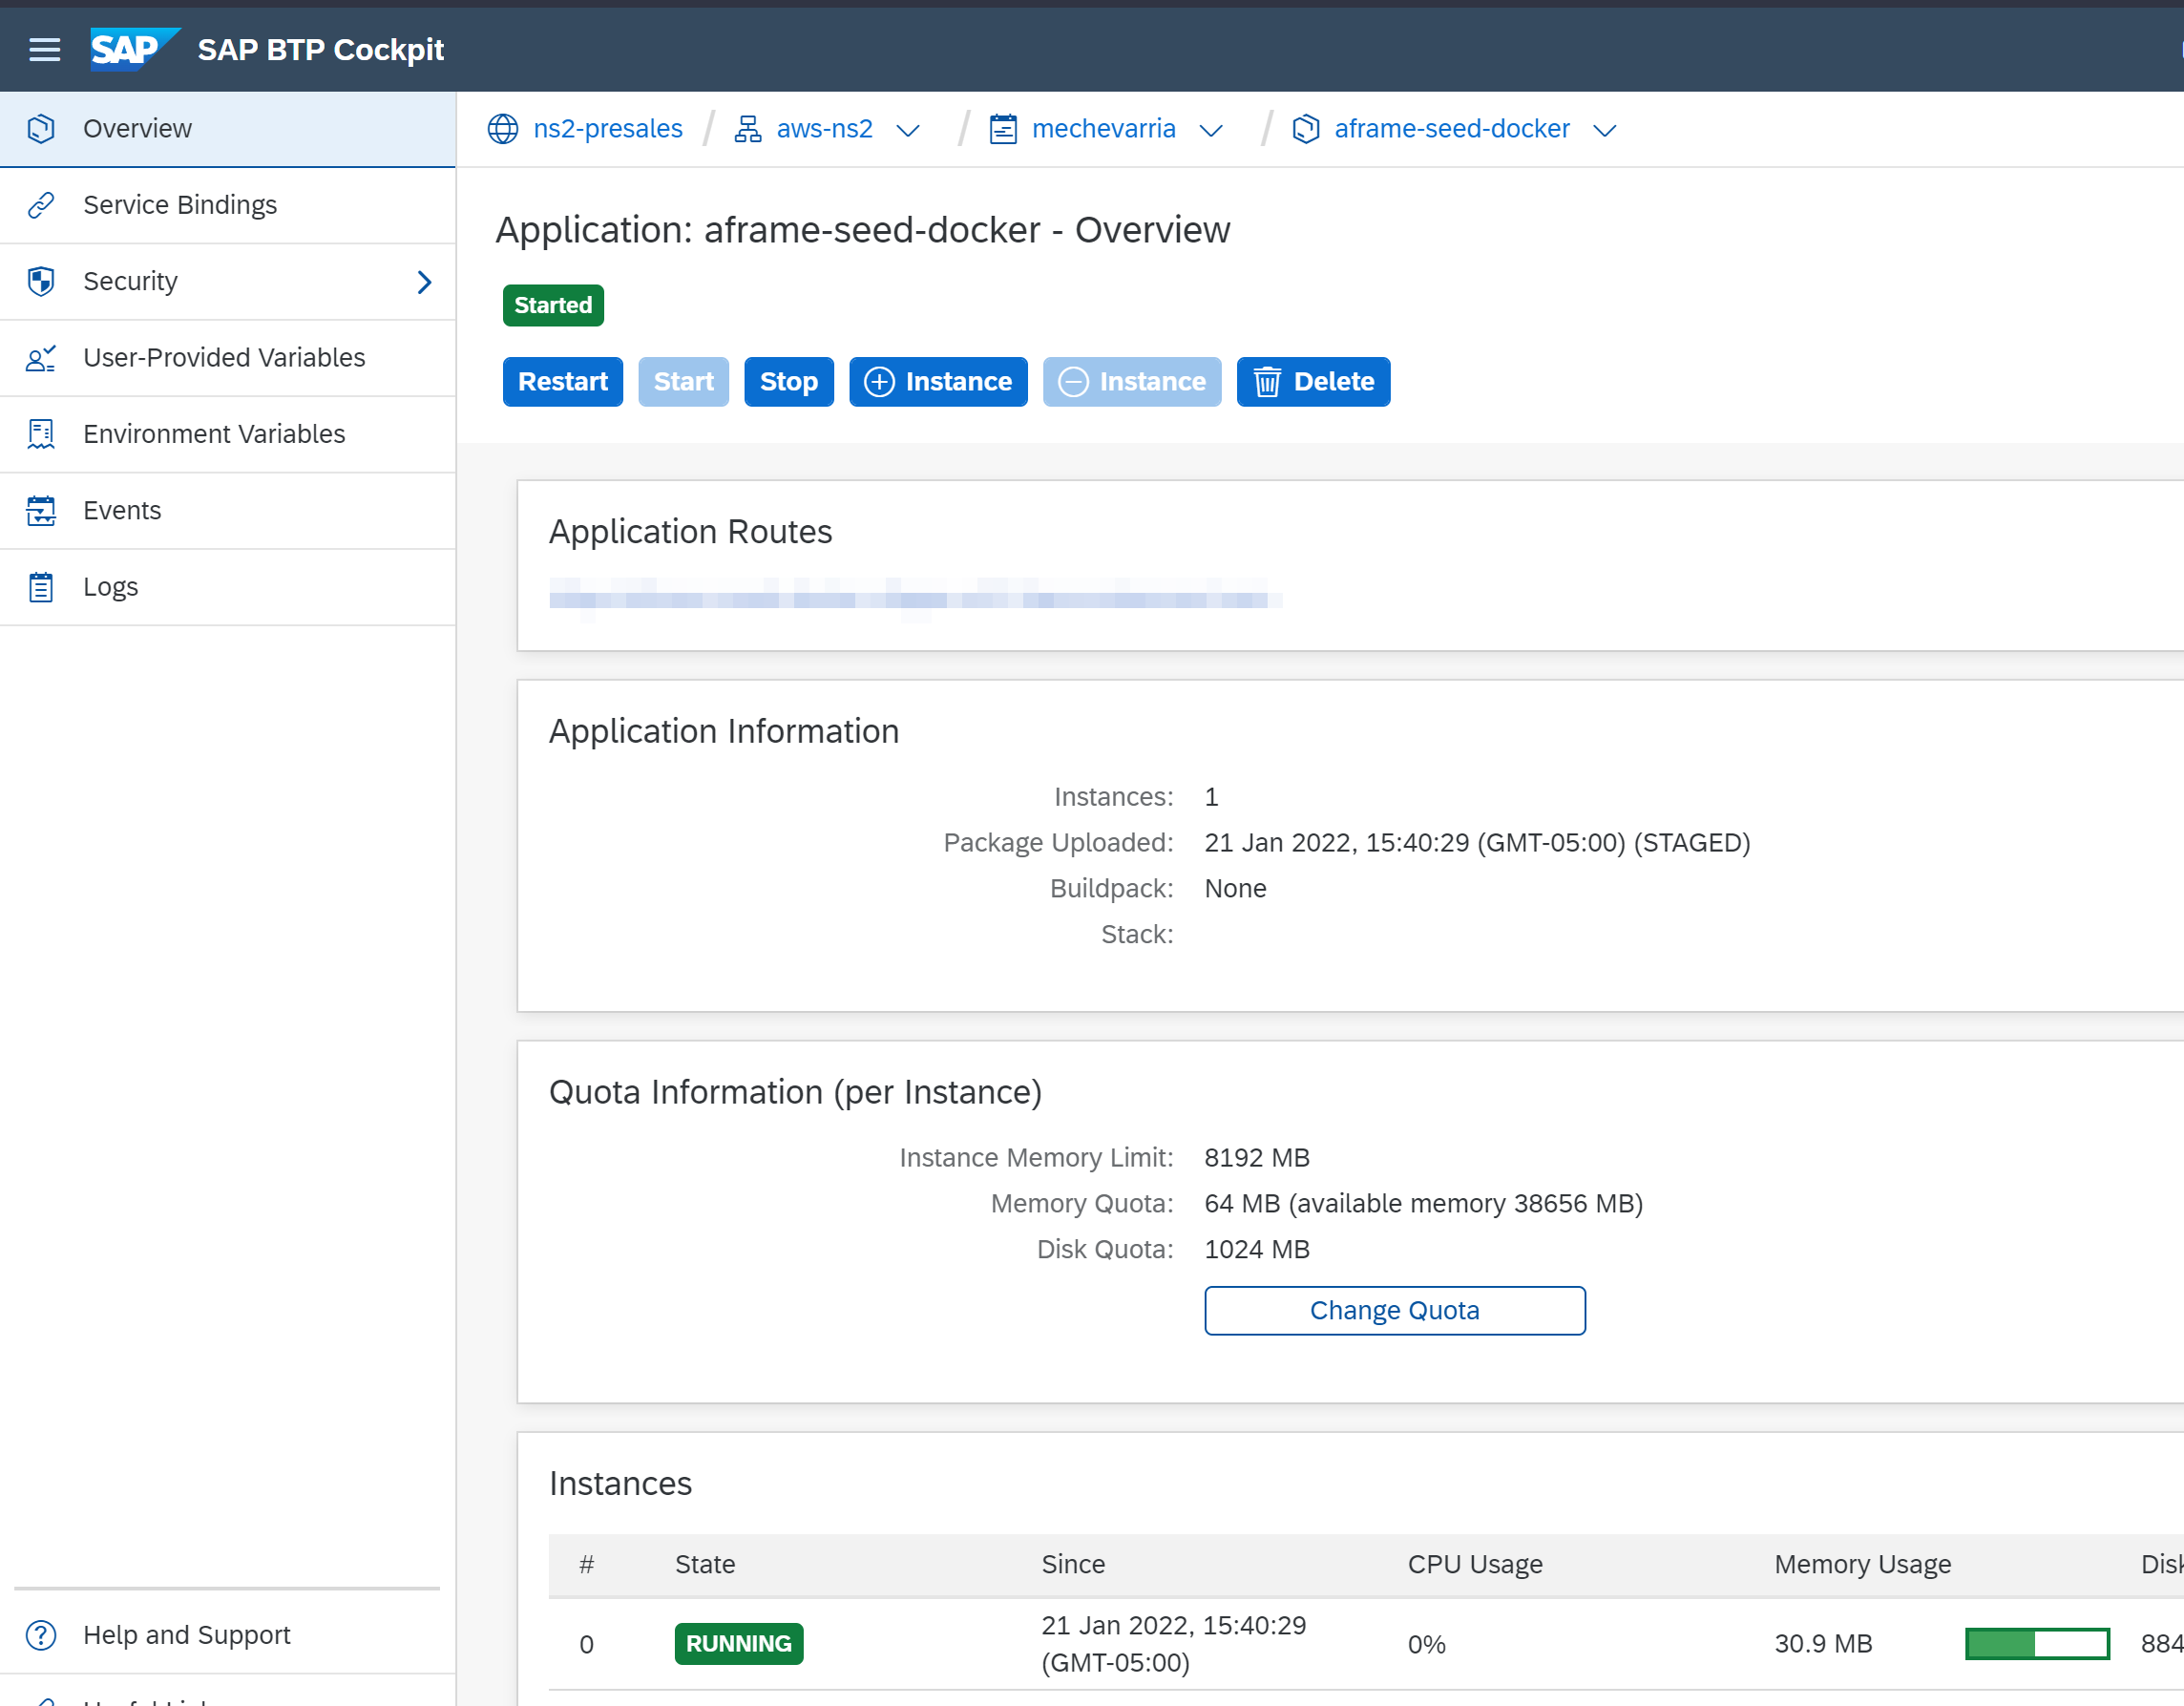 SAP SAP BTP Cockpit
Overview
Service Bindings
Security
User-Provided Variables
Environment Variables
Events
Logs
Help and Support
ns2-presales / aws-ns2 / mechevarria / aframe-seed-docker
Application: aframe-seed-docker - Overview
Started
Restart Start Stop Instance Instance Delete
Application Routes
Application Information
Instances: 1
Package Uploaded: 21 Jan 2022, 15:40:29 (GMT-05:00) (STAGED)
Buildpack: None
Stack:
Quota Information (per Instance)
Instance Memory Limit: 8192 MB
Memory Quota: 64 MB (available memory 38656 MB)
Disk Quota: 1024 MB
Change Quota
Instances
# State Since CPU Usage Memory Usage
0 RUNNING 21 Jan 2022, 15:40:29 (GMT-05:00) 0% 30.9 MB 884